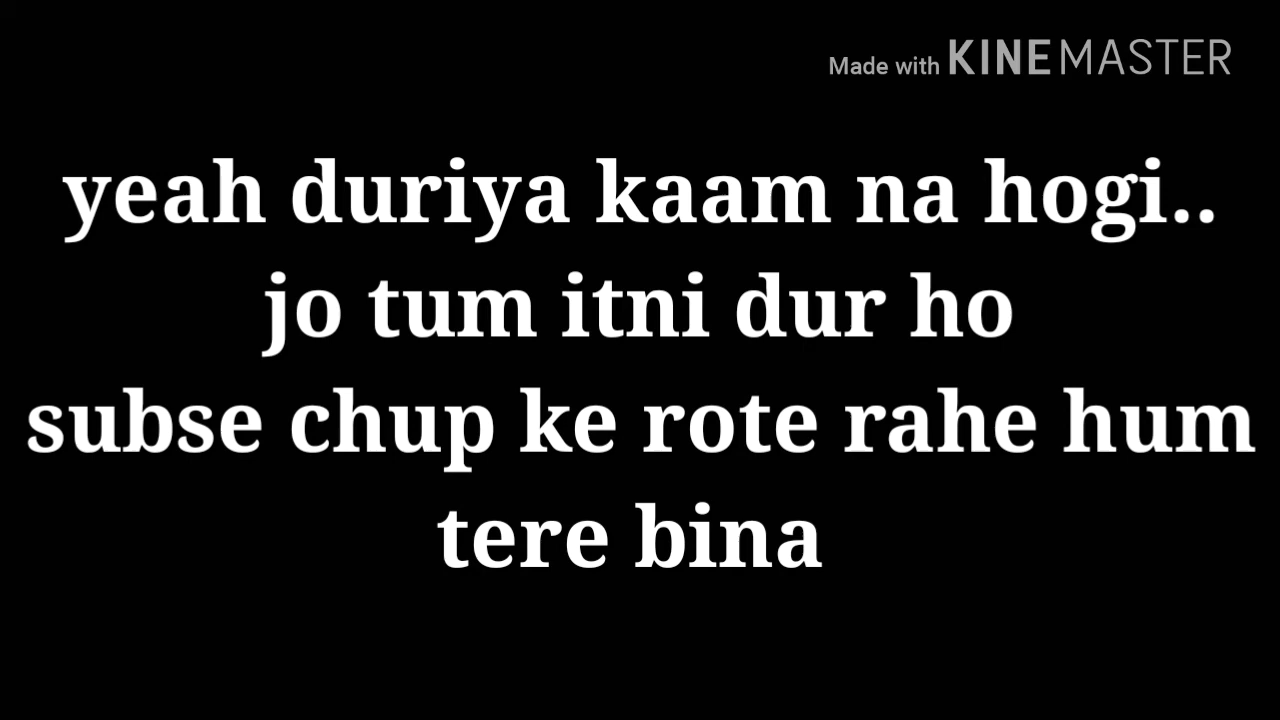 Made with KINEMASTER
yeah duriya kaam na hogi..
jo tum itni dur ho
subse chup ke rote rahe hum
tere bina